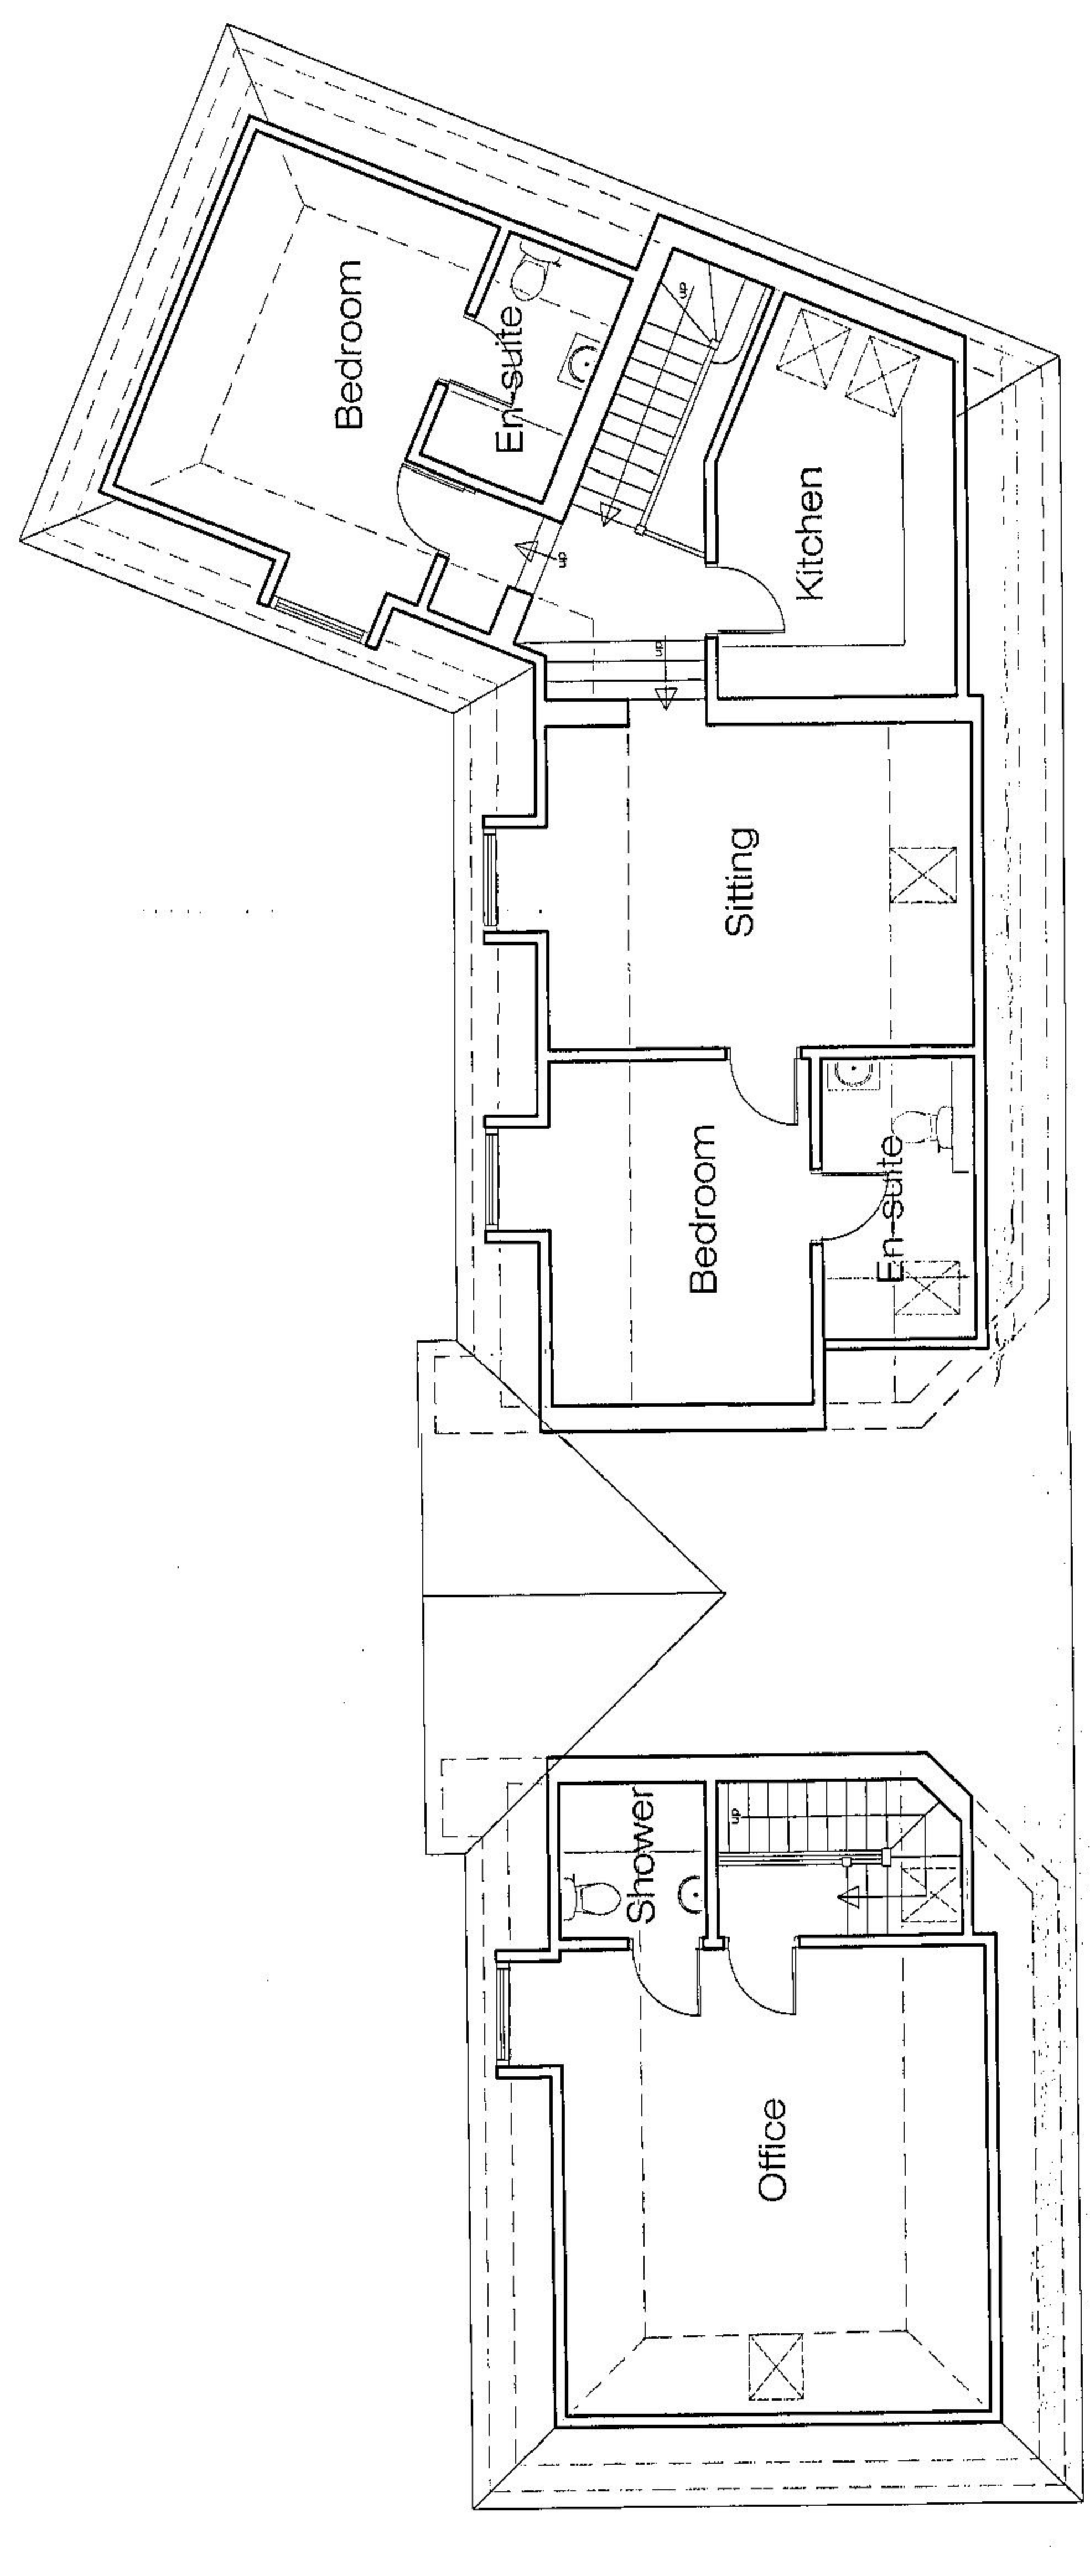 Bedroom
En-suite
up
up
Kitchen
up
Sitting
Bedroom
En-suite
Shower
up
Office